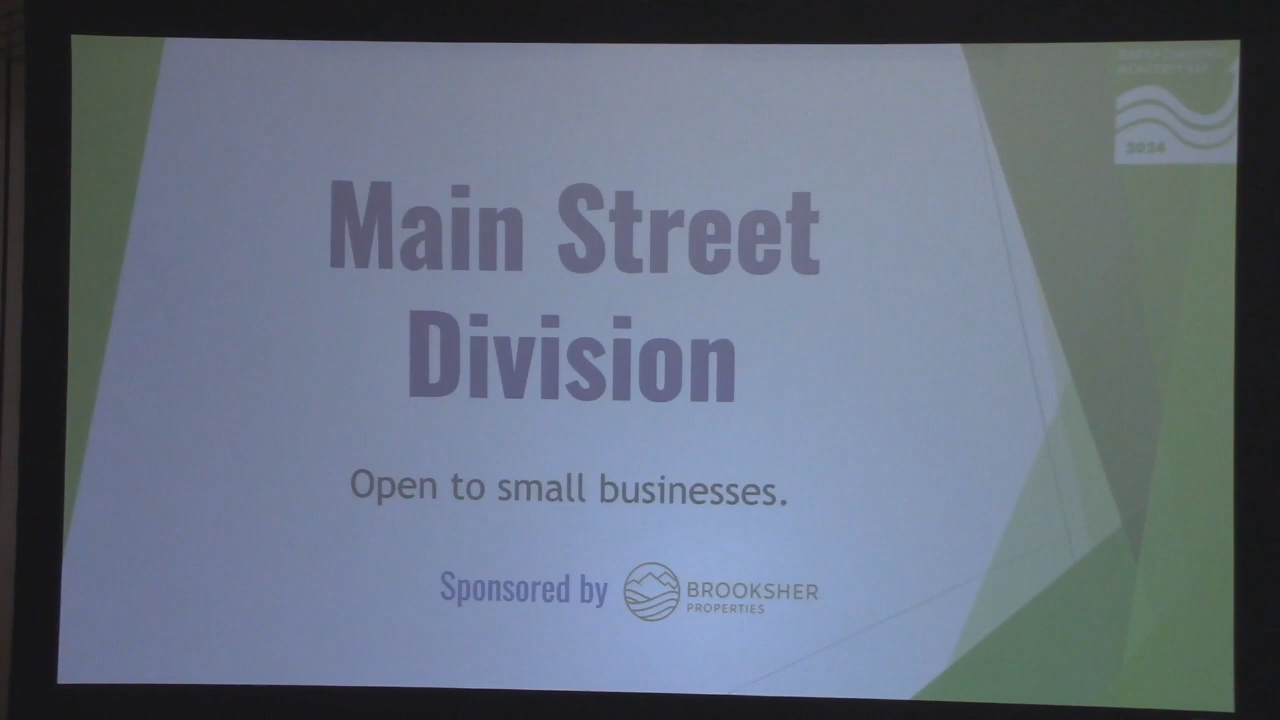 Main Street
Division
Open to small businesses.
Sponsored by
BROOKSHER
PROPERTIES
2024